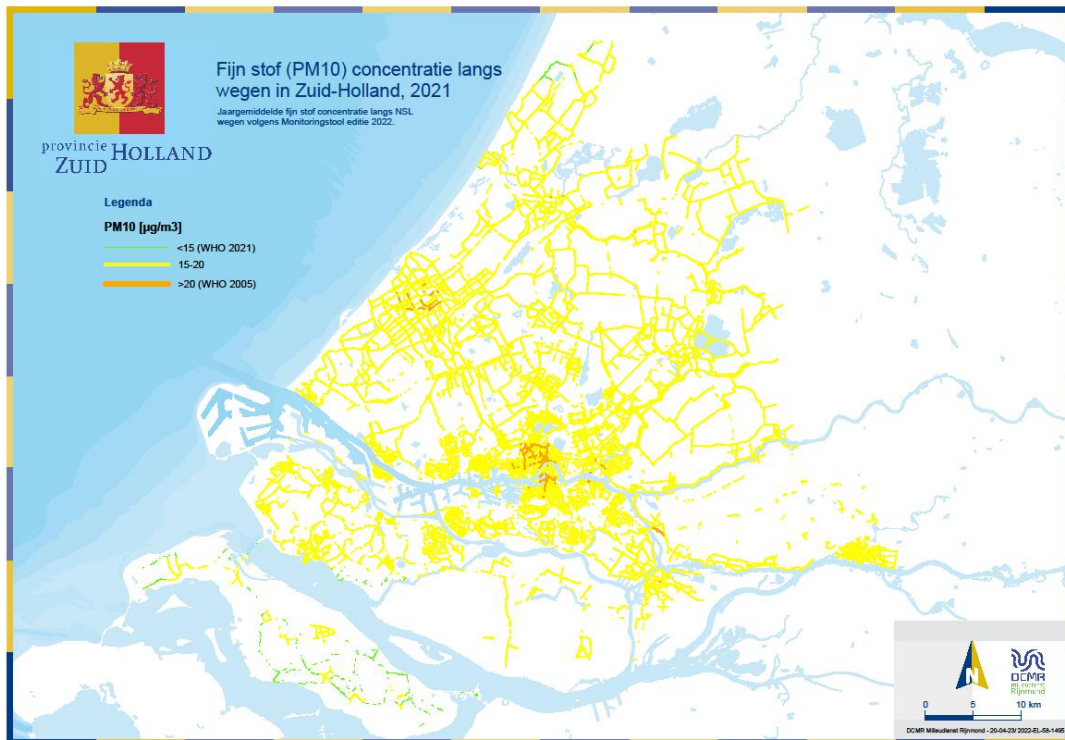 Fijn stof (PM10) concentratie langs
wegen in Zuid-Holland, 2021
Jaargemiddelde fijn stof concentratie langs NSL
wegen volgens Monitoringstool editie 2022.
provincie HOLLAND
ZUID
Legenda
PM10 [µg/m3]
<15 (WHO 2021)
15-20
>20 (WHO 2005)
N
DCMR
milieudienst
Rijnmond
0 5 10 km
DCMR Milieudienst Rijnmond - 20-04-23/ 2022-EL-58-1495